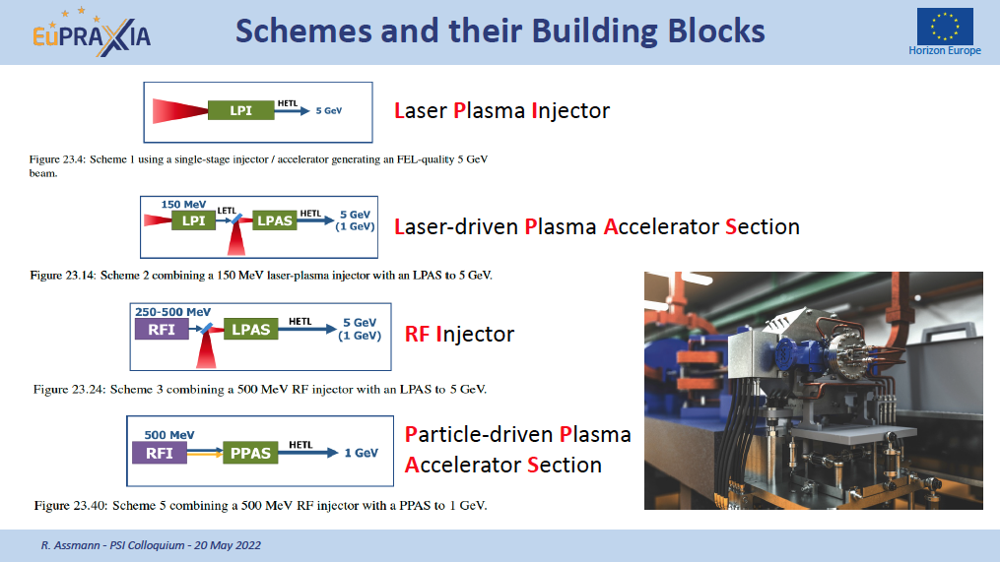 EuPRAXIA
Schemes and their Building Blocks
Horizon Europe
LPI
HETL
5 GeV
Laser Plasma Injector
Figure 23.4: Scheme 1 using a single-stage injector / accelerator generating an FEL-quality 5 GeV
beam.
150 MeV
LPI
LETL
LPAS
HETL
5 GeV
(1 GeV)
Laser-driven Plasma Accelerator Section
Figure 23.14: Scheme 2 combining a 150 MeV laser-plasma injector with an LPAS to 5 GeV.
250-500 MeV
RFI
LPAS
HETL
5 GeV
(1 GeV)
RF Injector
Figure 23.24: Scheme 3 combining a 500 MeV RF injector with an LPAS to 5 GeV.
500 MeV
RFI
PPAS
HETL
1 GeV
Particle-driven Plasma
Accelerator Section
Figure 23.40: Scheme 5 combining a 500 MeV RF injector with a PPAS to 1 GeV.
R. Assmann - PSI Colloquium - 20 May 2022